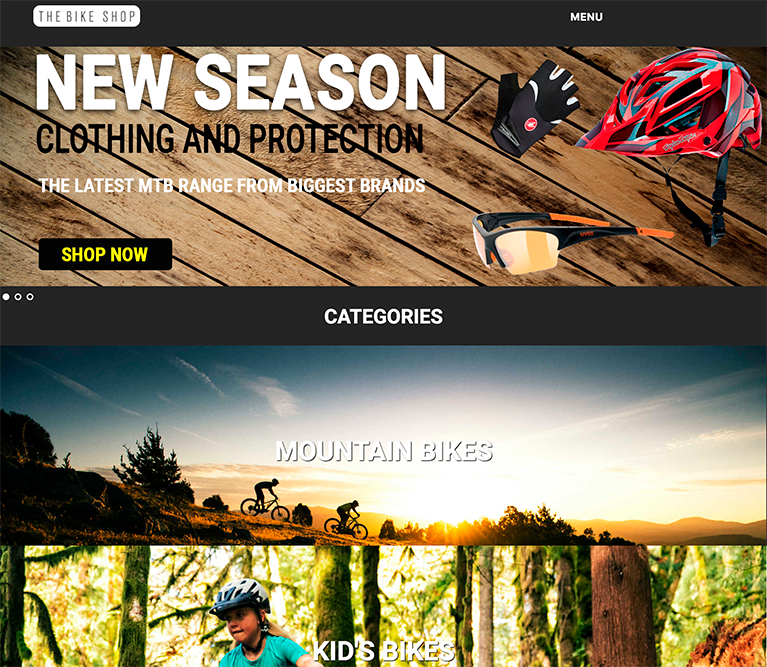 THE BIKE SHOP
MENU
NEW SEASON
CLOTHING AND PROTECTION
THE LATEST MTB RANGE FROM BIGGEST BRANDS
SHOP NOW
CATEGORIES
MOUNTAIN BIKES
KID'S BIKES